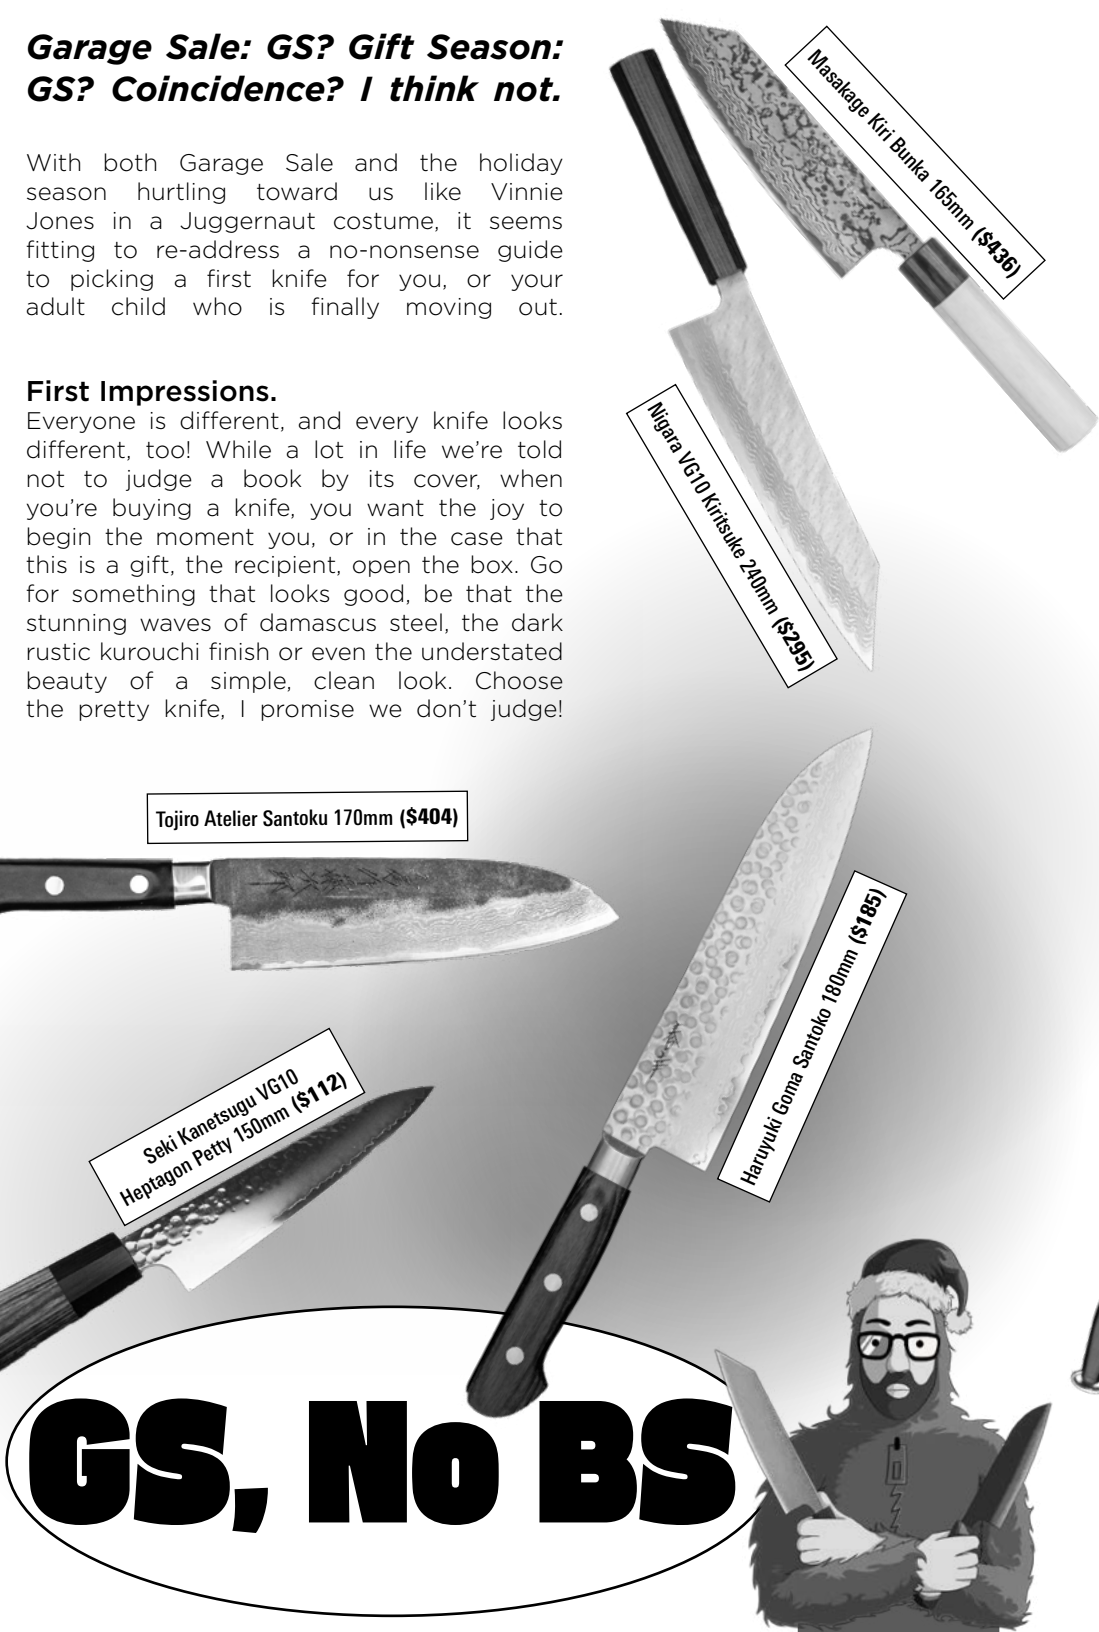 Garage Sale: GS? Gift Season:
GS? Coincidence? I think not.
With both Garage Sale and the holiday
season hurtling toward us like Vinnie
Jones in a Juggernaut costume, it seems
fitting to re-address a no-nonsense guide
to picking a first knife for you, or your
adult child who is finally moving out.
First Impressions.
Everyone is different, and every knife looks
different, too! While a lot in life we’re told
not to judge a book by its cover, when
you’re buying a knife, you want the joy to
begin the moment you, or in the case that
this is a gift, the recipient, open the box. Go
for something that looks good, be that the
stunning waves of damascus steel, the dark
rustic kurouchi finish or even the understated
beauty of a simple, clean look. Choose
the pretty knife, I promise we don’t judge!
Masakage Kiri Bunka 165mm ($436)
Nigara VG10 Kiritsuke 240mm ($295)
Tojiro Atelier Santoku 170mm ($404)
Haruyuki Goma Santoko 180mm ($185)
Seki Kanetsugu VG10
Heptagon Petty 150mm ($112)
GS, No BS